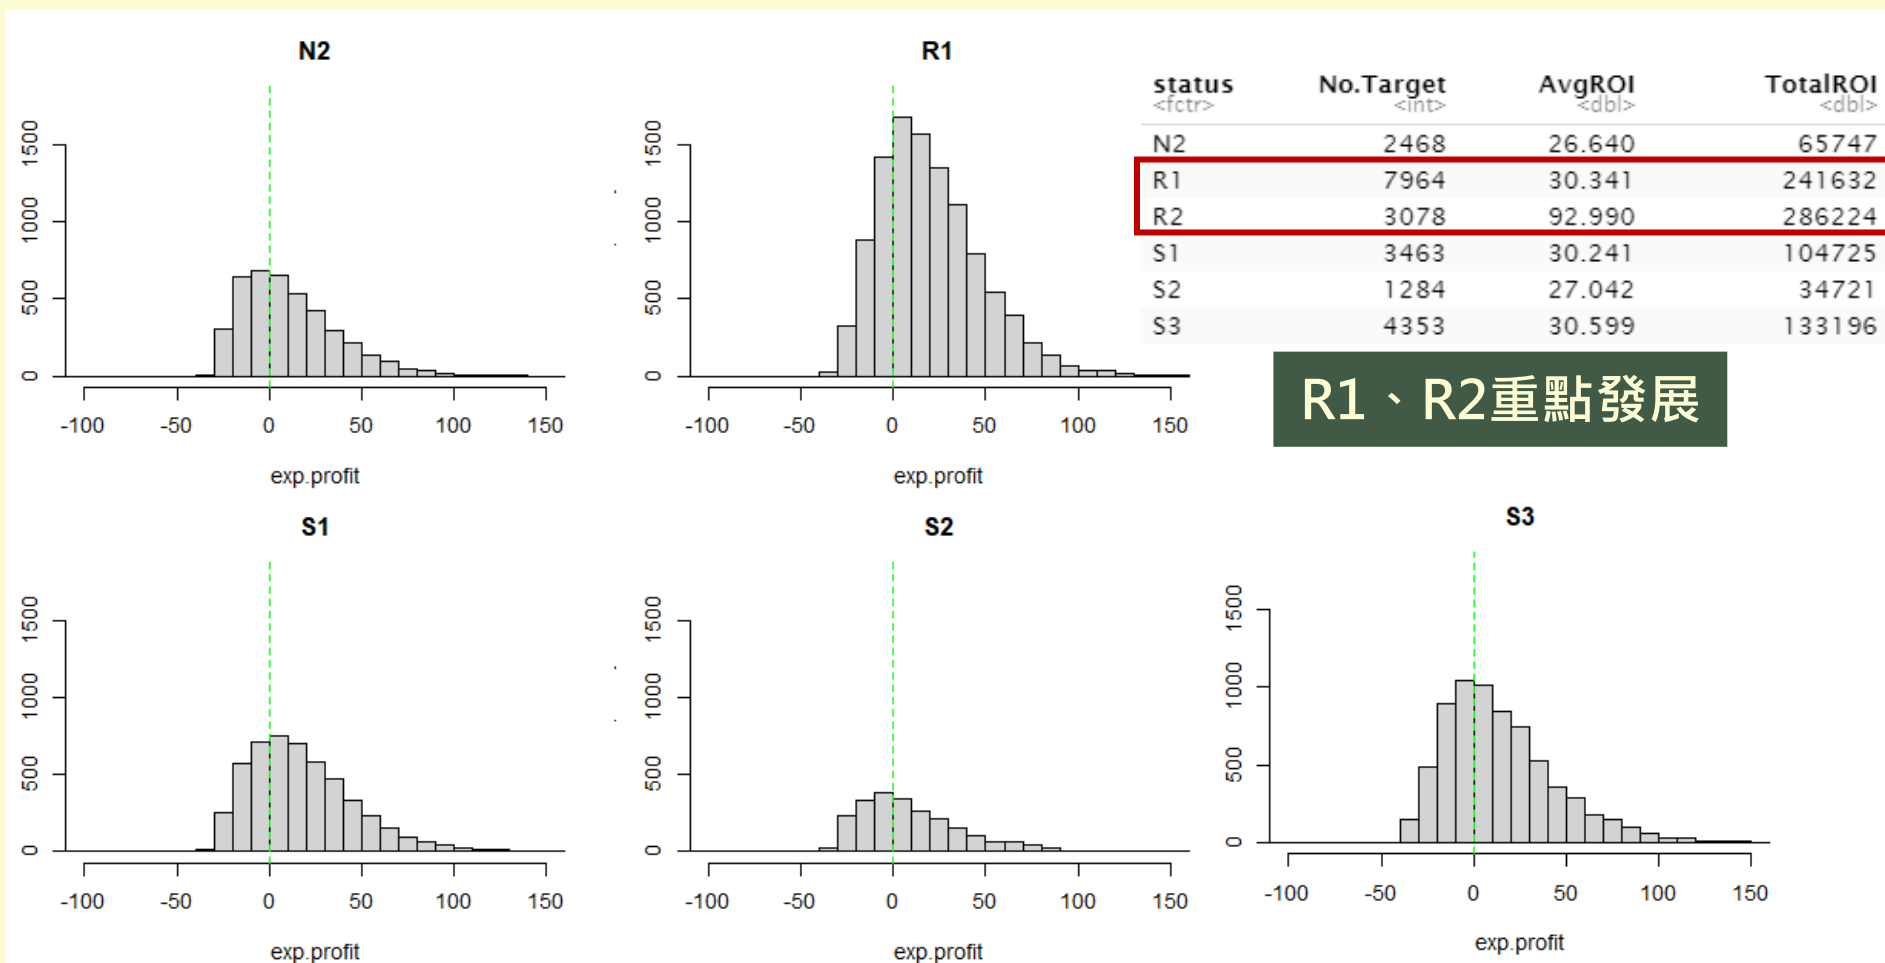 N2
1500
1000
500
0
-100 -50 0 50 100 150
exp.profit
R1
1500
1000
500
0
-100 -50 0 50 100 150
exp.profit
status No.Target AvgROI TotalROI
<fctr> <int> <dbl> <dbl>
N2 2468 26.640 65747
R1 7964 30.341 241632
R2 3078 92.990 286224
S1 3463 30.241 104725
S2 1284 27.042 34721
S3 4353 30.599 133196
R1、R2重點發展
S1
1500
1000
500
0
-100 -50 0 50 100 150
exp.profit
S2
1500
1000
500
0
-100 -50 0 50 100 150
exp.profit
S3
1500
1000
500
0
-100 -50 0 50 100 150
exp.profit